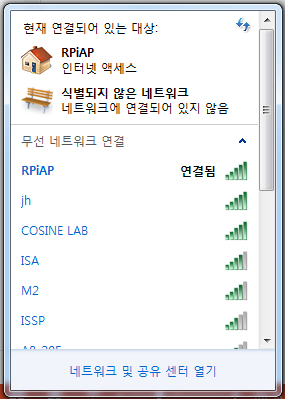 현재 연결되어 있는 대상:
RPiAP
인터넷 액세스
식별되지 않은 네트워크
네트워크에 연결되어 있지 않음
무선 네트워크 연결
RPiAP 연결됨
jh
COSINE LAB
ISA
M2
ISSP
네트워크 및 공유 센터 열기